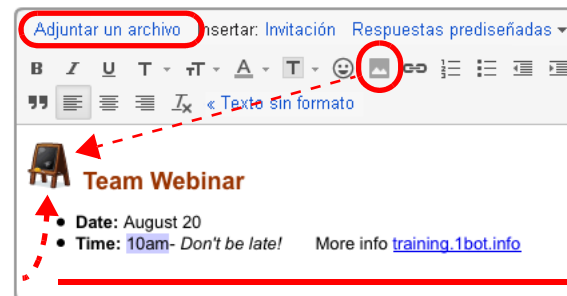 Adjuntar un archivo Insertar: Invitación Respuestas prediseñadas
B I U T тT A T
« Texto sin formato
Team Webinar
• Date: August 20
• Time: 10am- Don't be late! More info training.1bot.info